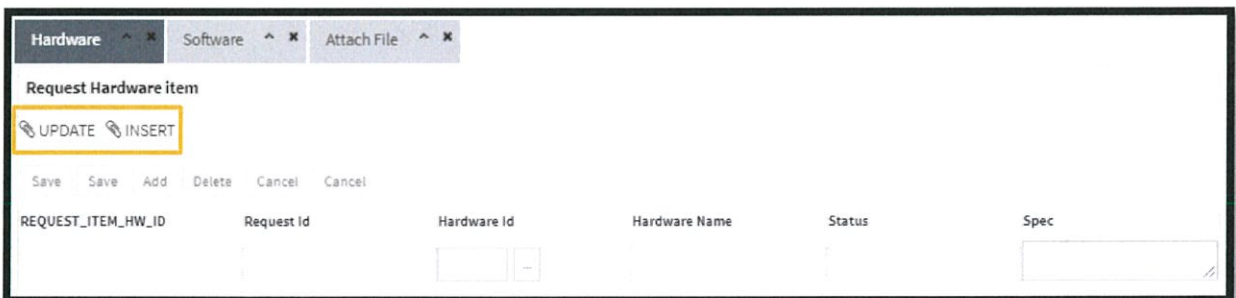 Hardware Software Attach File
Request Hardware item
UPDATE INSERT
Save Save Add Delete Cancel Cancel
REQUEST_ITEM_HW_ID Request Id Hardware Id Hardware Name Status Spec
...